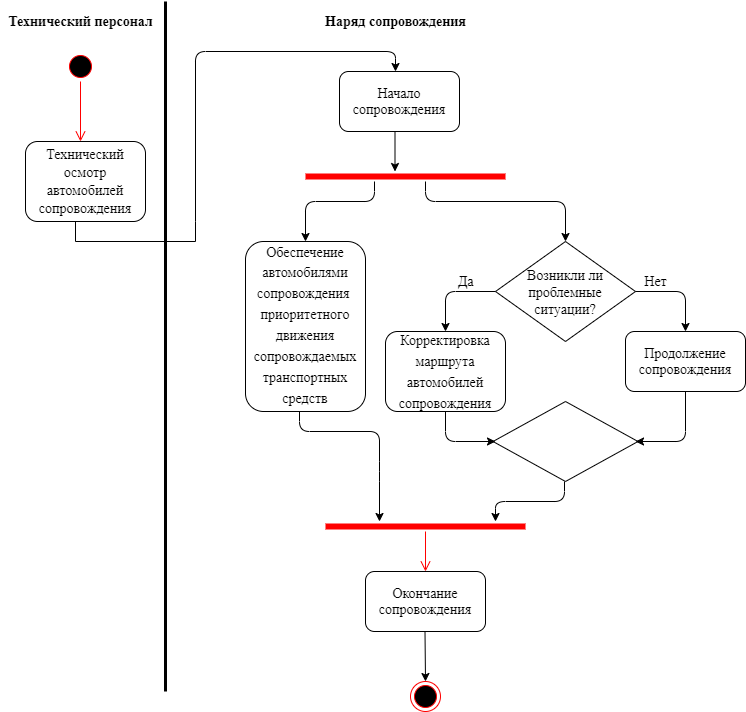 Технический персонал
Наряд сопровождения
Технический
осмотр
автомобилей
сопровождения
Начало
сопровождения
Обеспечение
автомобилями
сопровождения
приоритетного
движения
сопровождаемых
транспортных
средств
Возникли ли
проблемные
ситуации?
Да
Нет
Корректировка
маршрута
автомобилей
сопровождения
Продолжение
сопровождения
Окончание
сопровождения